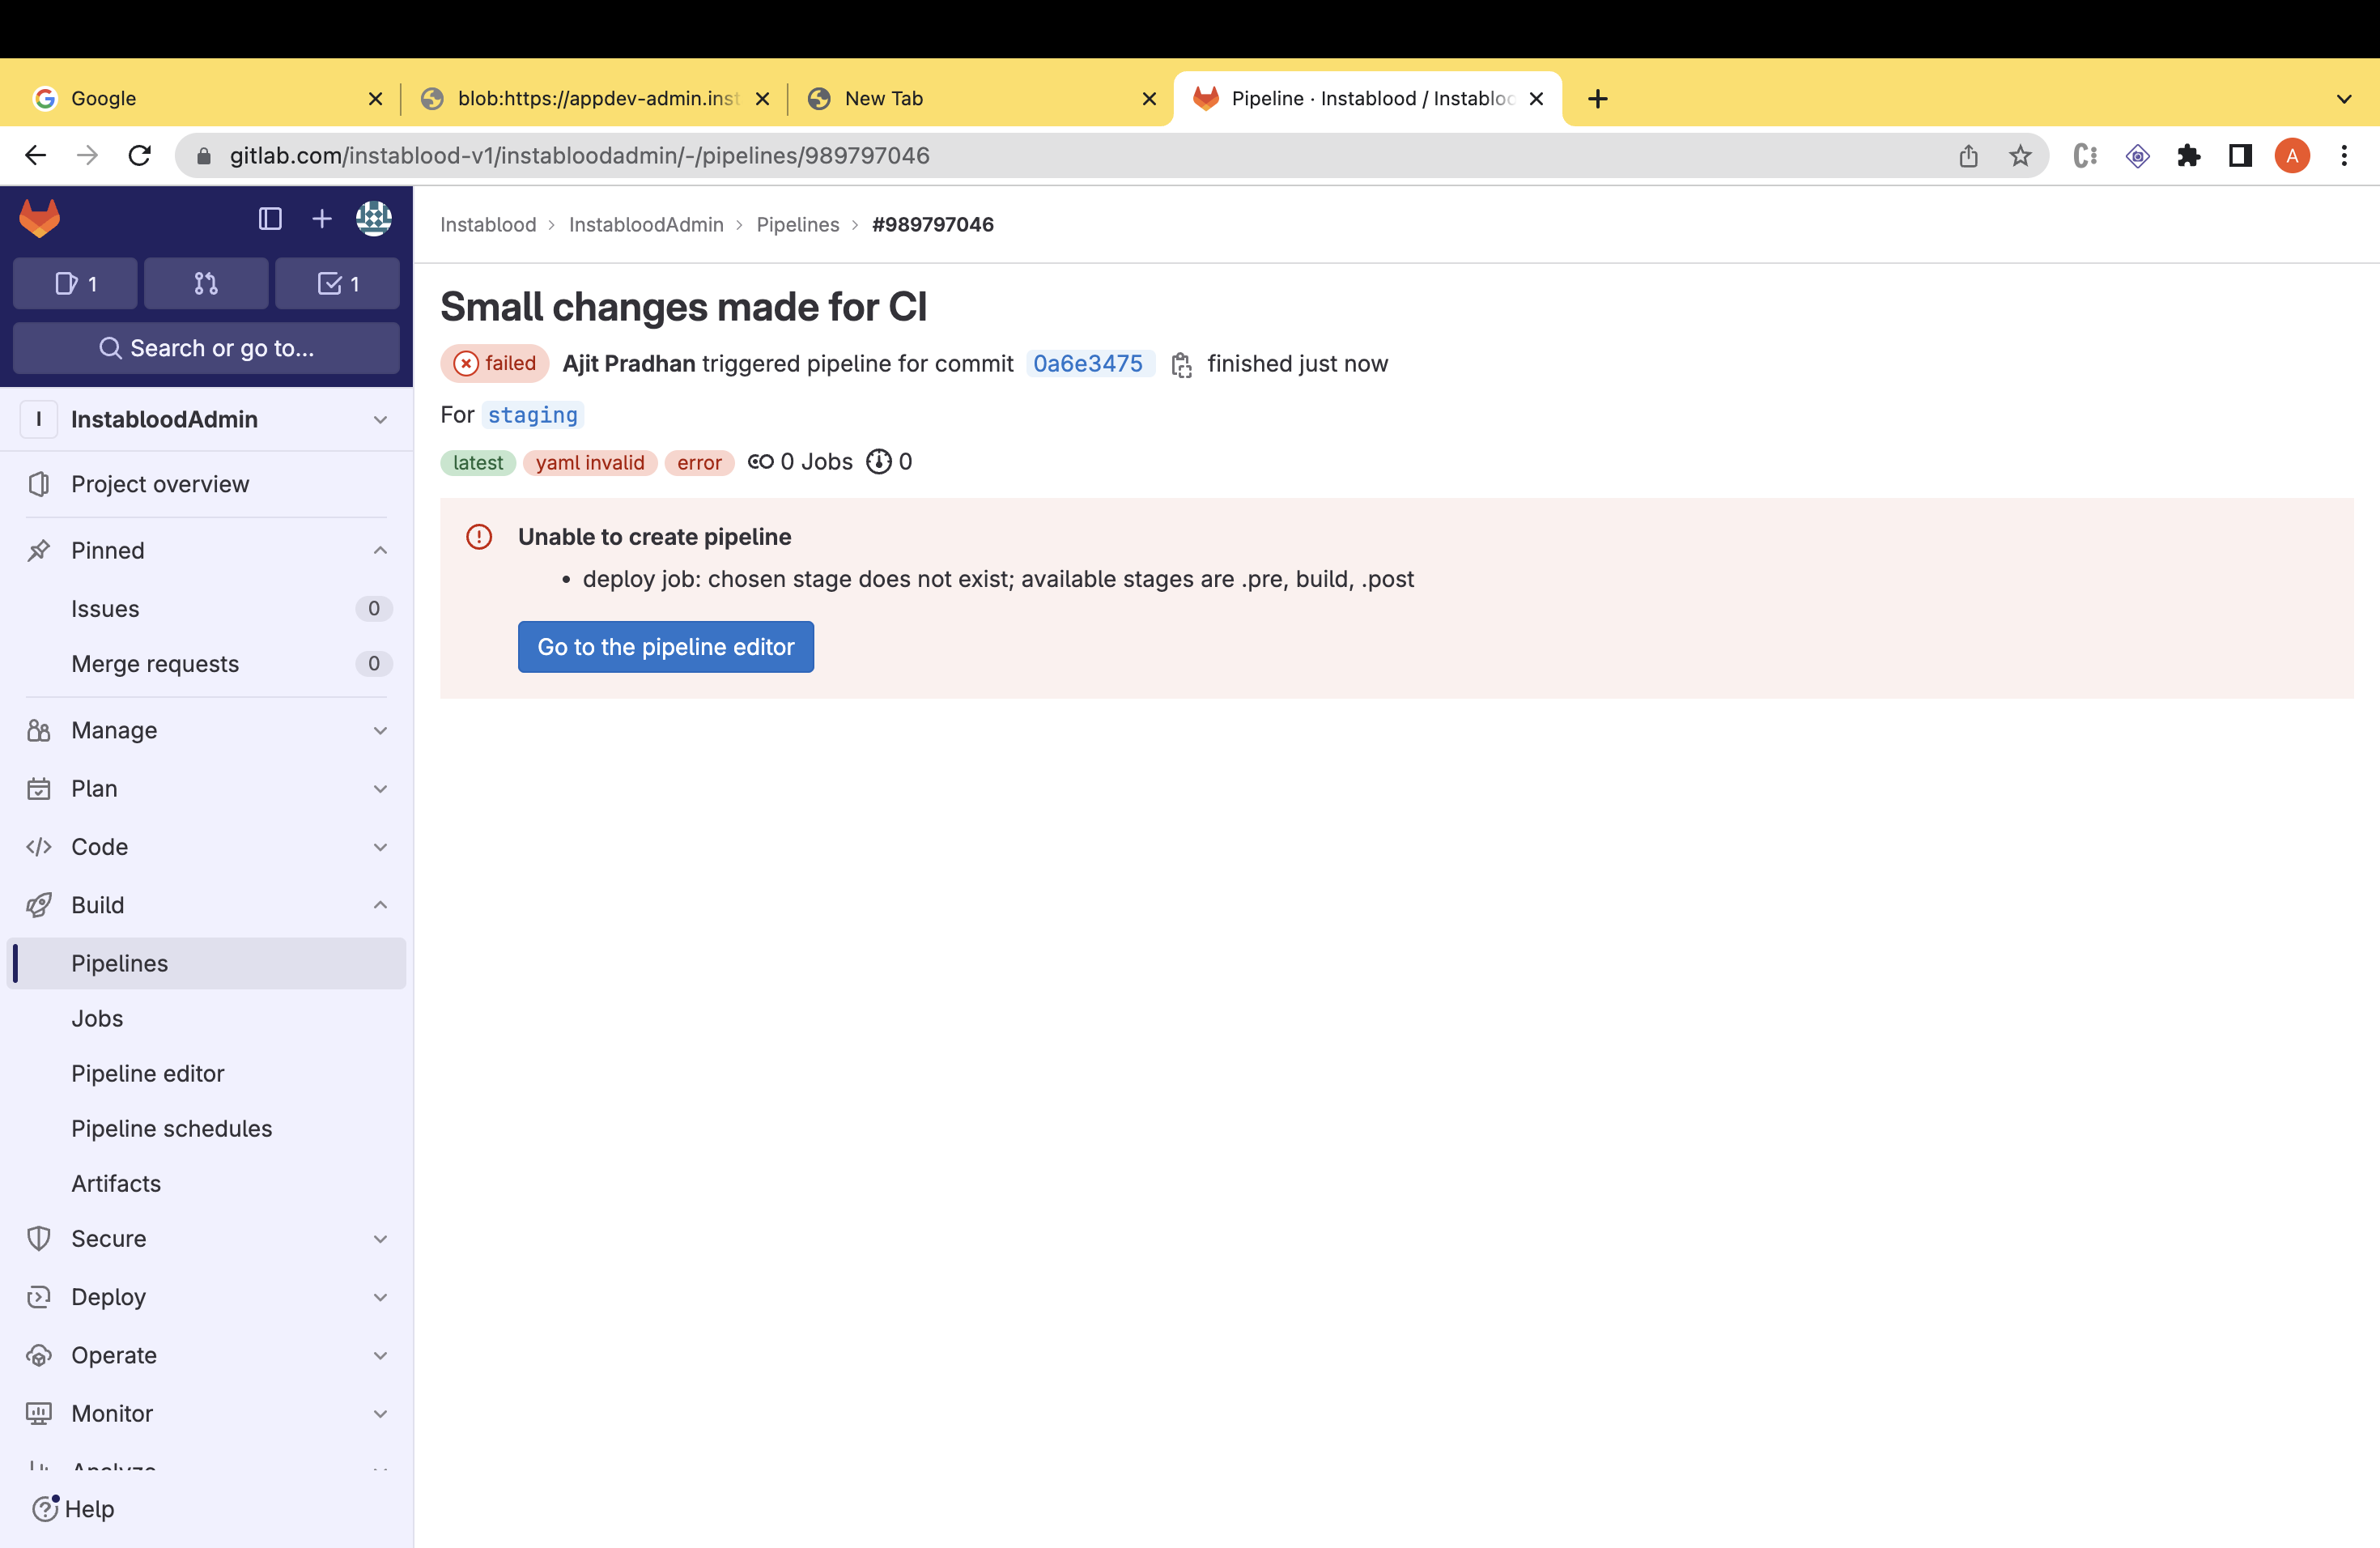 Google
blob:https://appdev-admin.inst
New Tab
Pipeline · Instablood / Instabloo
gitlab.com/instablood-v1/instabloodadmin/-/pipelines/989797046
A
1
1
Search or go to...
I InstabloodAdmin
Project overview
Pinned
Issues 0
Merge requests 0
Manage
Plan
Code
Build
Pipelines
Jobs
Pipeline editor
Pipeline schedules
Artifacts
Secure
Deploy
Operate
Monitor
Analyze
Help
Instablood > InstabloodAdmin > Pipelines > #989797046
Small changes made for CI
failed Ajit Pradhan triggered pipeline for commit 0a6e3475 finished just now
For staging
latest yaml invalid error 0 Jobs 0
Unable to create pipeline
• deploy job: chosen stage does not exist; available stages are .pre, build, .post
Go to the pipeline editor